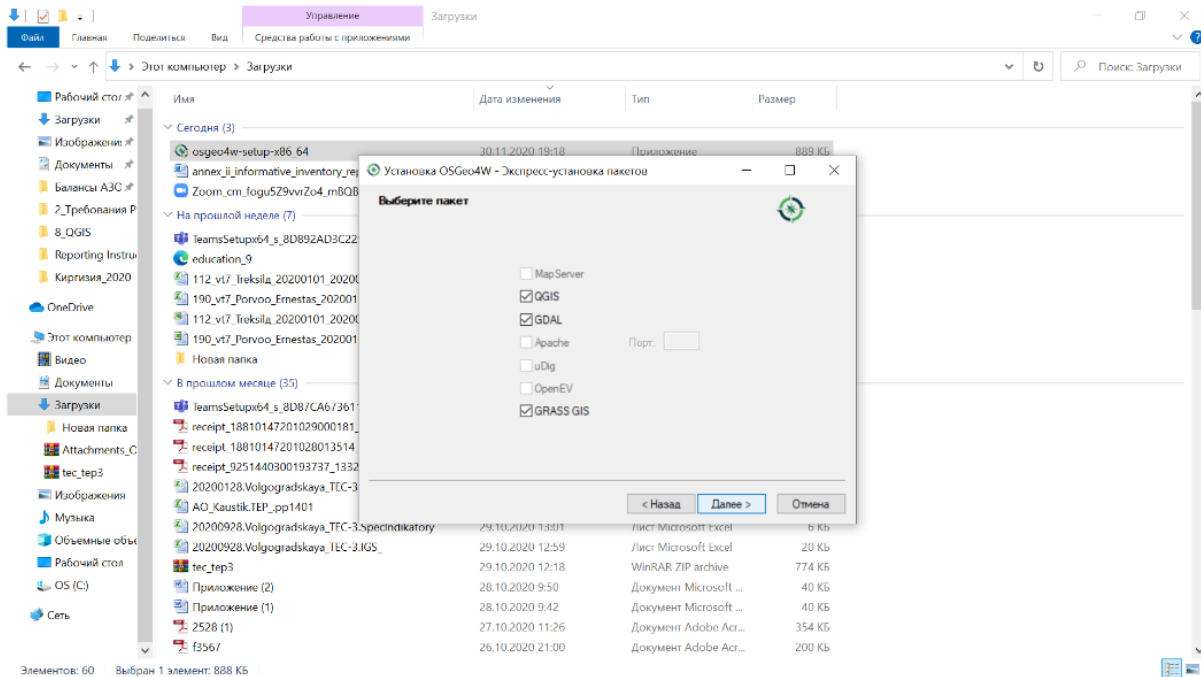 Управление
Загрузки
Файл Главная Поделиться Вид Средства работы с приложениями
Этот компьютер > Загрузки
Поиск: Загрузки
Имя Дата изменения Тип Размер
Рабочий стол
Загрузки
Изображени
Документы
Балансы АЗС
2_Требования Р
8_QGIS
Reporting Instru
Киргизия_2020
OneDrive
Этот компьютер
Видео
Документы
Загрузки
Новая папка
Attachments_O
tec_tep3
Изображения
Музыка
Объемные объе
Рабочий стол
OS (C:)
Сеть
Сегодня (3)
osgeo4w-setup-x86_64 30.11.2020 19:18 Приложение 889 КБ
annex_ii_informative_inventory_rep
Zoom_cm_fogu5Z9vvrZo4_mBQB
На прошлой неделе (7)
TeamsSetupx64_s_8D892AD3C22
education_9
112_vt7_Treksila_20200101_2020
190_vt7_Porvoo_Ernestas_202001
112_vt7_Treksila_20200101_2020
190_vt7_Porvoo_Ernestas_202001
Новая папка
В прошлом месяце (35)
TeamsSetupx64_s_8D87CA67361
receipt_18810147201029000181_
receipt_18810147201028013514_
receipt_9251440300193737_1332
20200128.Volgogradskaya_TEC-3
AO_Kaustik.TEP_.pp1401
20200928.Volgogradskaya_TEC-3.SpecIndikatory 29.10.2020 13:01 Лист Microsoft Excel 6 КБ
20200928.Volgogradskaya_TEC-3.IGS_ 29.10.2020 12:59 Лист Microsoft Excel 20 КБ
tec_tep3 29.10.2020 12:18 WinRAR ZIP archive 774 КБ
Приложение (2) 28.10.2020 9:50 Документ Microsoft ... 40 КБ
Приложение (1) 28.10.2020 9:42 Документ Microsoft ... 40 КБ
2528 (1) 27.10.2020 11:26 Документ Adobe Acr... 354 КБ
f3567 26.10.2020 21:00 Документ Adobe Acr... 200 КБ
Установка OSGeo4W - Экспресс-установка пакетов
Выберите пакет
MapServer
QGIS
GDAL
Apache Порт:
uDig
OpenEV
GRASS GIS
< Назад Далее > Отмена
Элементов: 60 Выбран 1 элемент: 888 КБ